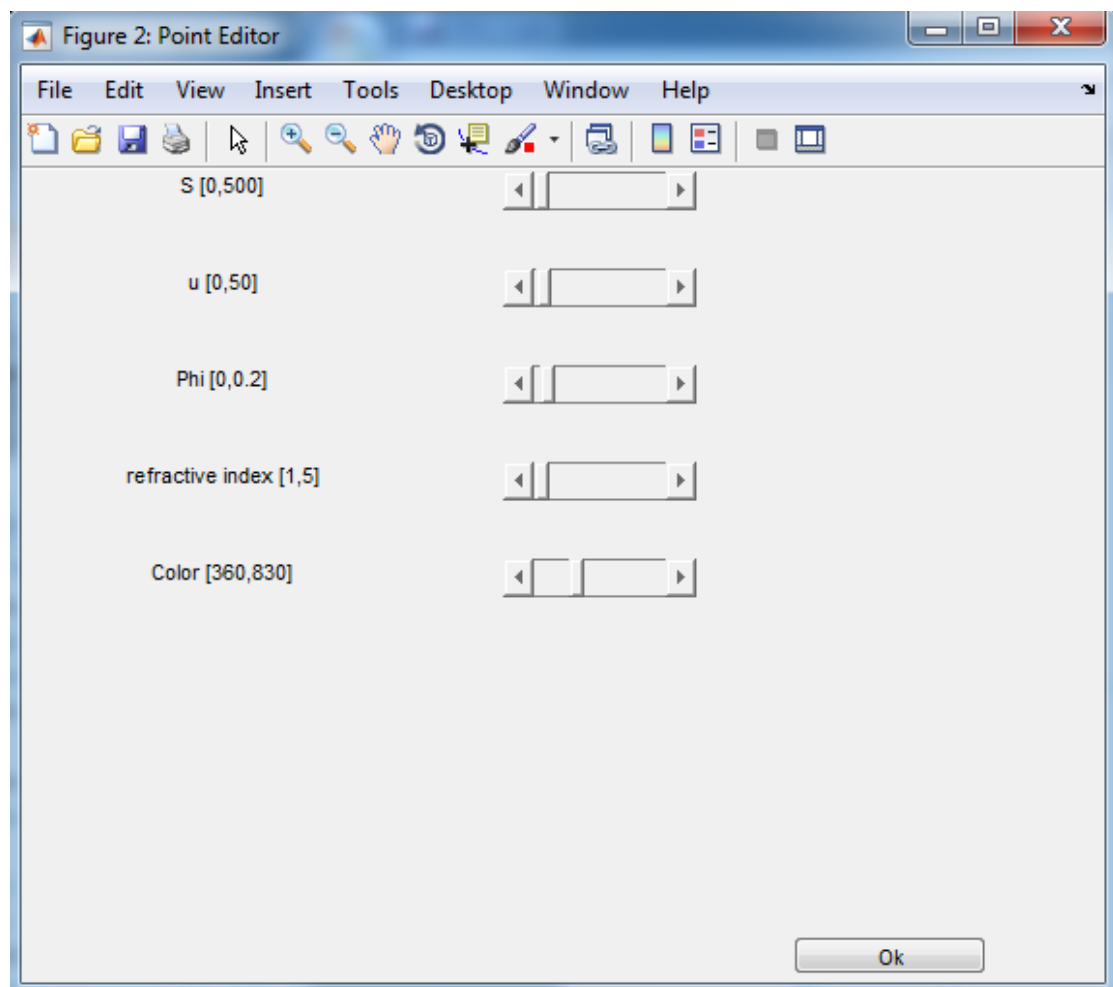 Figure 2: Point Editor
File Edit View Insert Tools Desktop Window Help
S [0,500]
u [0,50]
Phi [0,0.2]
refractive index [1,5]
Color [360,830]
Ok